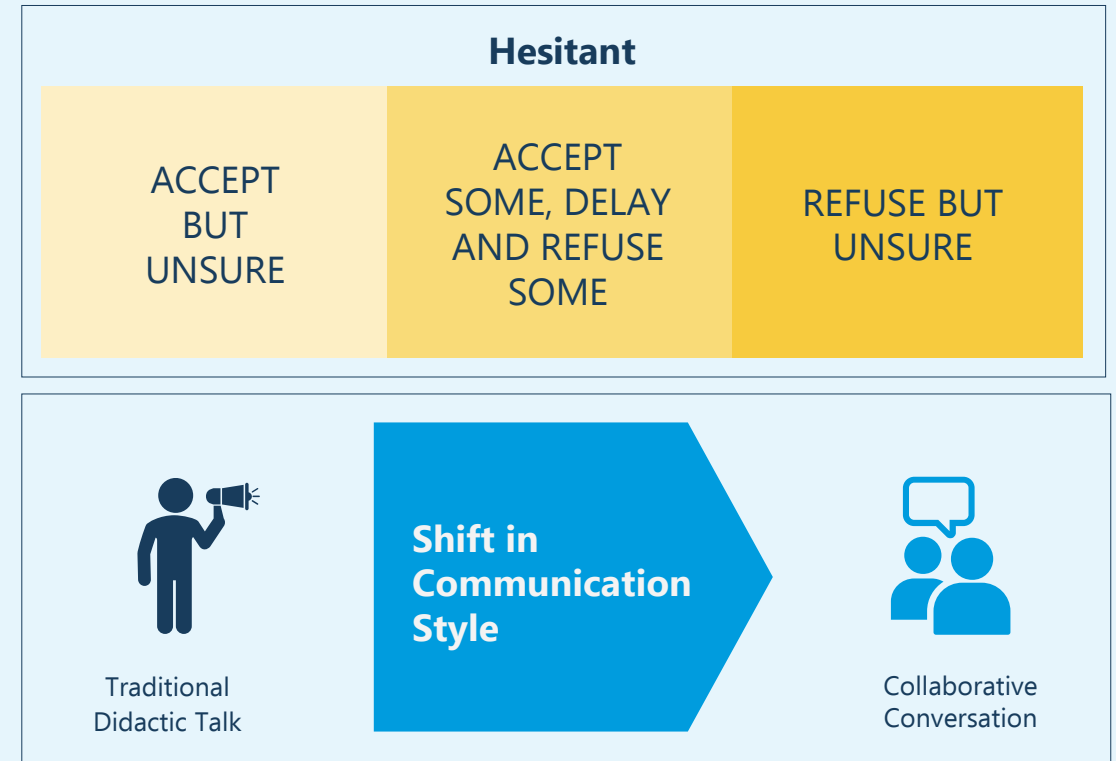 Hesitant
ACCEPT
BUT
UNSURE
ACCEPT
SOME, DELAY
AND REFUSE
SOME
REFUSE BUT
UNSURE
Shift in
Communication
Style
Traditional
Didactic Talk
Collaborative
Conversation